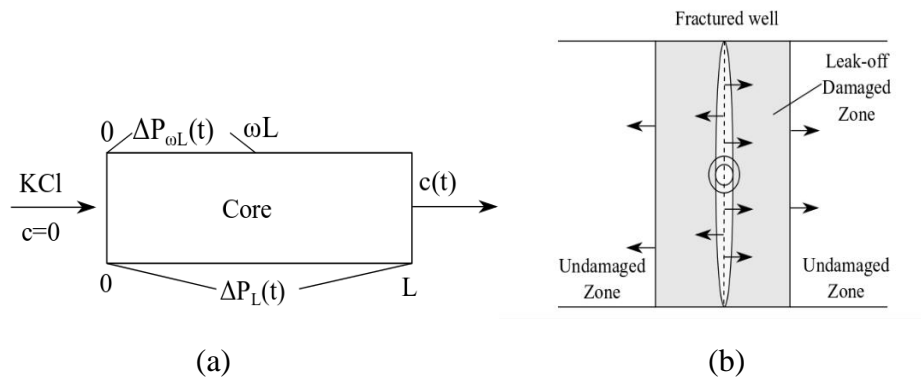 0 ΔP_ωL(t) ωL
KCl
c=0
Core
c(t)
0 ΔP_L(t) L
(a)
Fractured well
Leak-off
Damaged
Zone
Undamaged
Zone
Undamaged
Zone
(b)